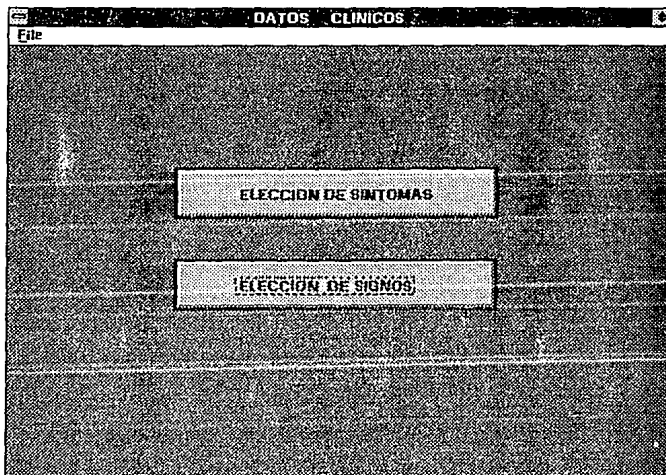 DATOS CLINICOS
File
ELECCION DE SINTOMAS
ELECCION DE SIGNOS